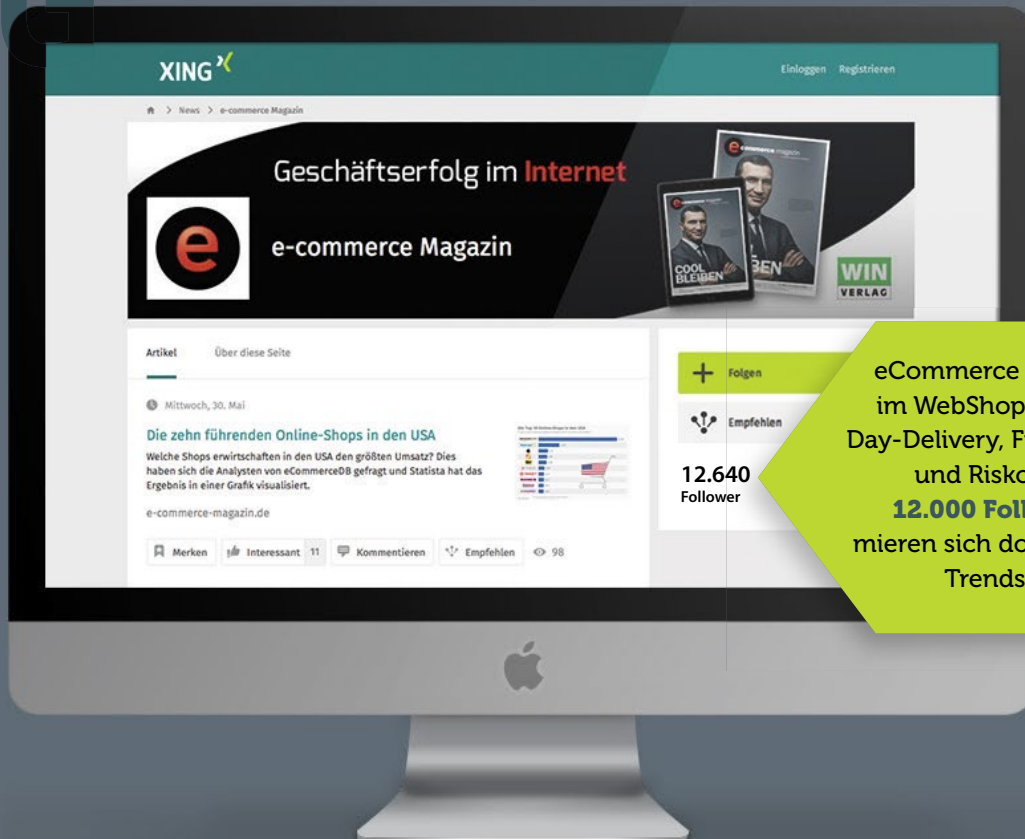 XING
Einloggen Registrieren
> News > e-commerce Magazin
Geschäftserfolg im Internet
e
e-commerce Magazin
e commerce magazin
COOL
BLEIBEN
BEN
WIN
VERLAG
Artikel Über diese Seite
Mittwoch, 30. Mai
Die zehn führenden Online-Shops in den USA
Welche Shops erwirtschaften in den USA den größten Umsatz? Dies
haben sich die Analysten von eCommerceDB gefragt und Statista hat das
Ergebnis in einer Grafik visualisiert.
e-commerce-magazin.de
Merken Interessant 11 Kommentieren Empfehlen 98
Folgen
Empfehlen
12.640
Follower
eCommerce
im WebShop
Day-Delivery, F
und Risko
12.000 Foll
mieren sich do
Trends